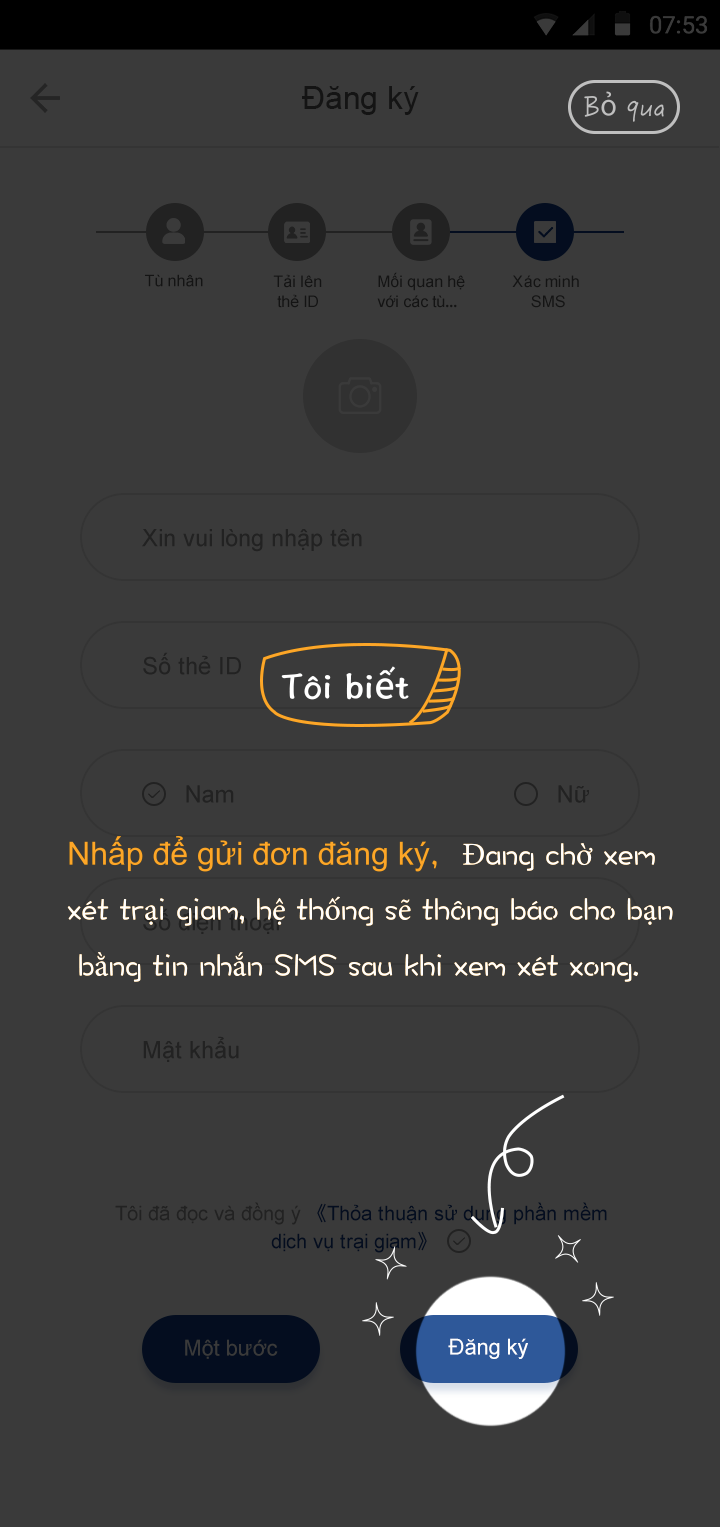 07:53
Đăng ký
Bỏ qua
Tù nhân
Tải lên
thẻ ID
Mối quan hệ
với các tù...
Xác minh
SMS
Xin vui lòng nhập tên
Số thẻ ID
Tôi biết
Nam
Nữ
Nhấp để gửi đơn đăng ký, Đang chờ xem
xét trại giam, hệ thống sẽ thông báo cho bạn
Số điện thoại
bằng tin nhắn SMS sau khi xem xét xong.
Mật khẩu
Tôi đã đọc và đồng ý 《Thỏa thuận sử dụng phần mềm
dịch vụ trại giam》
Một bước
Đăng ký